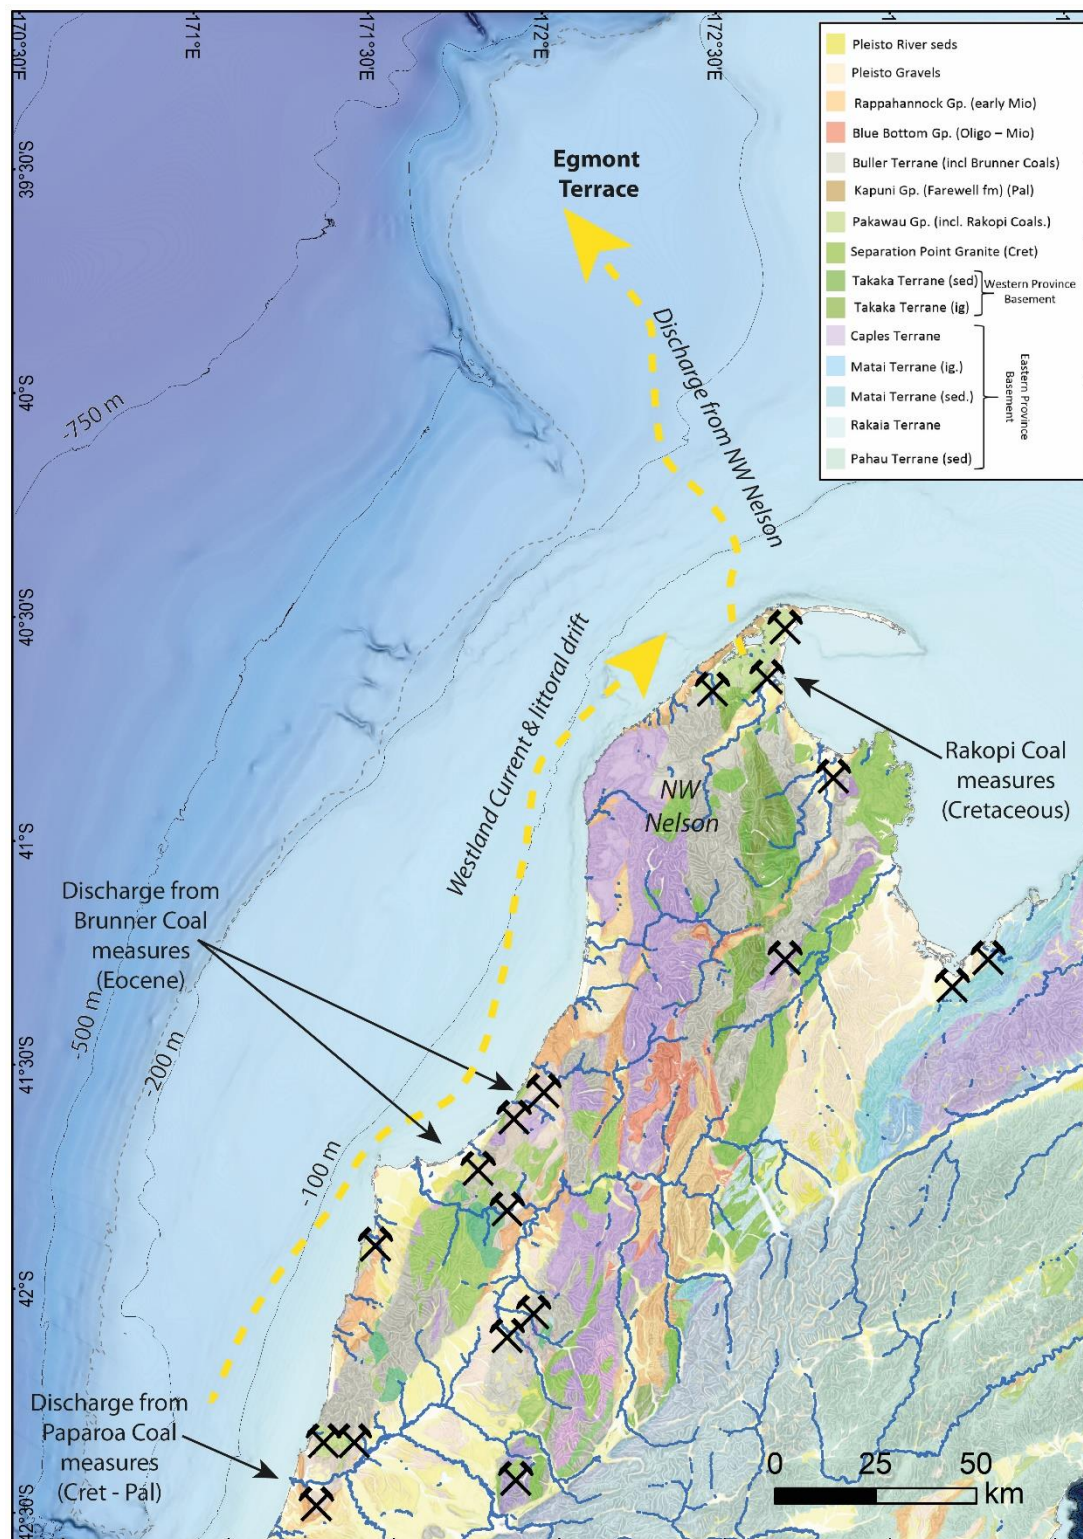 171°E
171°30'E
172°E
172°30'E
39°30'S
40°S
40°30'S
41°S
41°30'S
42°S
42°30'S
Pleisto River seds
Pleisto Gravels
Rappahannock Gp. (early Mio)
Blue Bottom Gp. (Oligo – Mio)
Buller Terrane (incl Brunner Coals)
Kapuni Gp. (Farewell fm) (Pal)
Pakawau Gp. (incl. Rakopi Coals.)
Separation Point Granite (Cret)
Takaka Terrane (sed)
Takaka Terrane (ig)
Western Province
Basement
Caples Terrane
Matai Terrane (ig.)
Matai Terrane (sed.)
Rakaia Terrane
Pahau Terrane (sed)
Eastern Province
Basement
Egmont
Terrace
Discharge from NW Nelson
-750 m
Westland Current & littoral drift
Rakopi Coal
measures
(Cretaceous)
NW
Nelson
Discharge from
Brunner Coal
measures
(Eocene)
-500 m
-200 m
-100 m
Discharge from
Paparoa Coal
measures
(Cret - Pal)
0 25 50
km